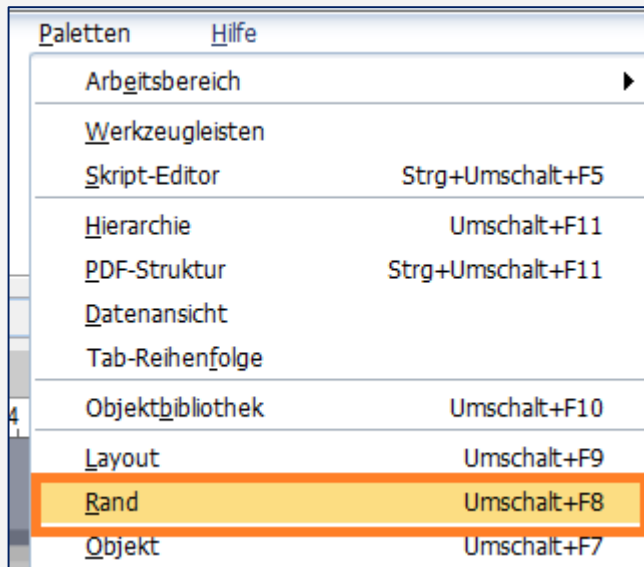 Paletten Hilfe
Arbeitsbereich
Werkzeugleisten
Skript-Editor Strg+Umschalt+F5
Hierarchie Umschalt+F11
PDF-Struktur Strg+Umschalt+F11
Datenansicht
Tab-Reihenfolge
Objektbibliothek Umschalt+F10
4
Layout Umschalt+F9
Rand Umschalt+F8
Objekt Umschalt+F7